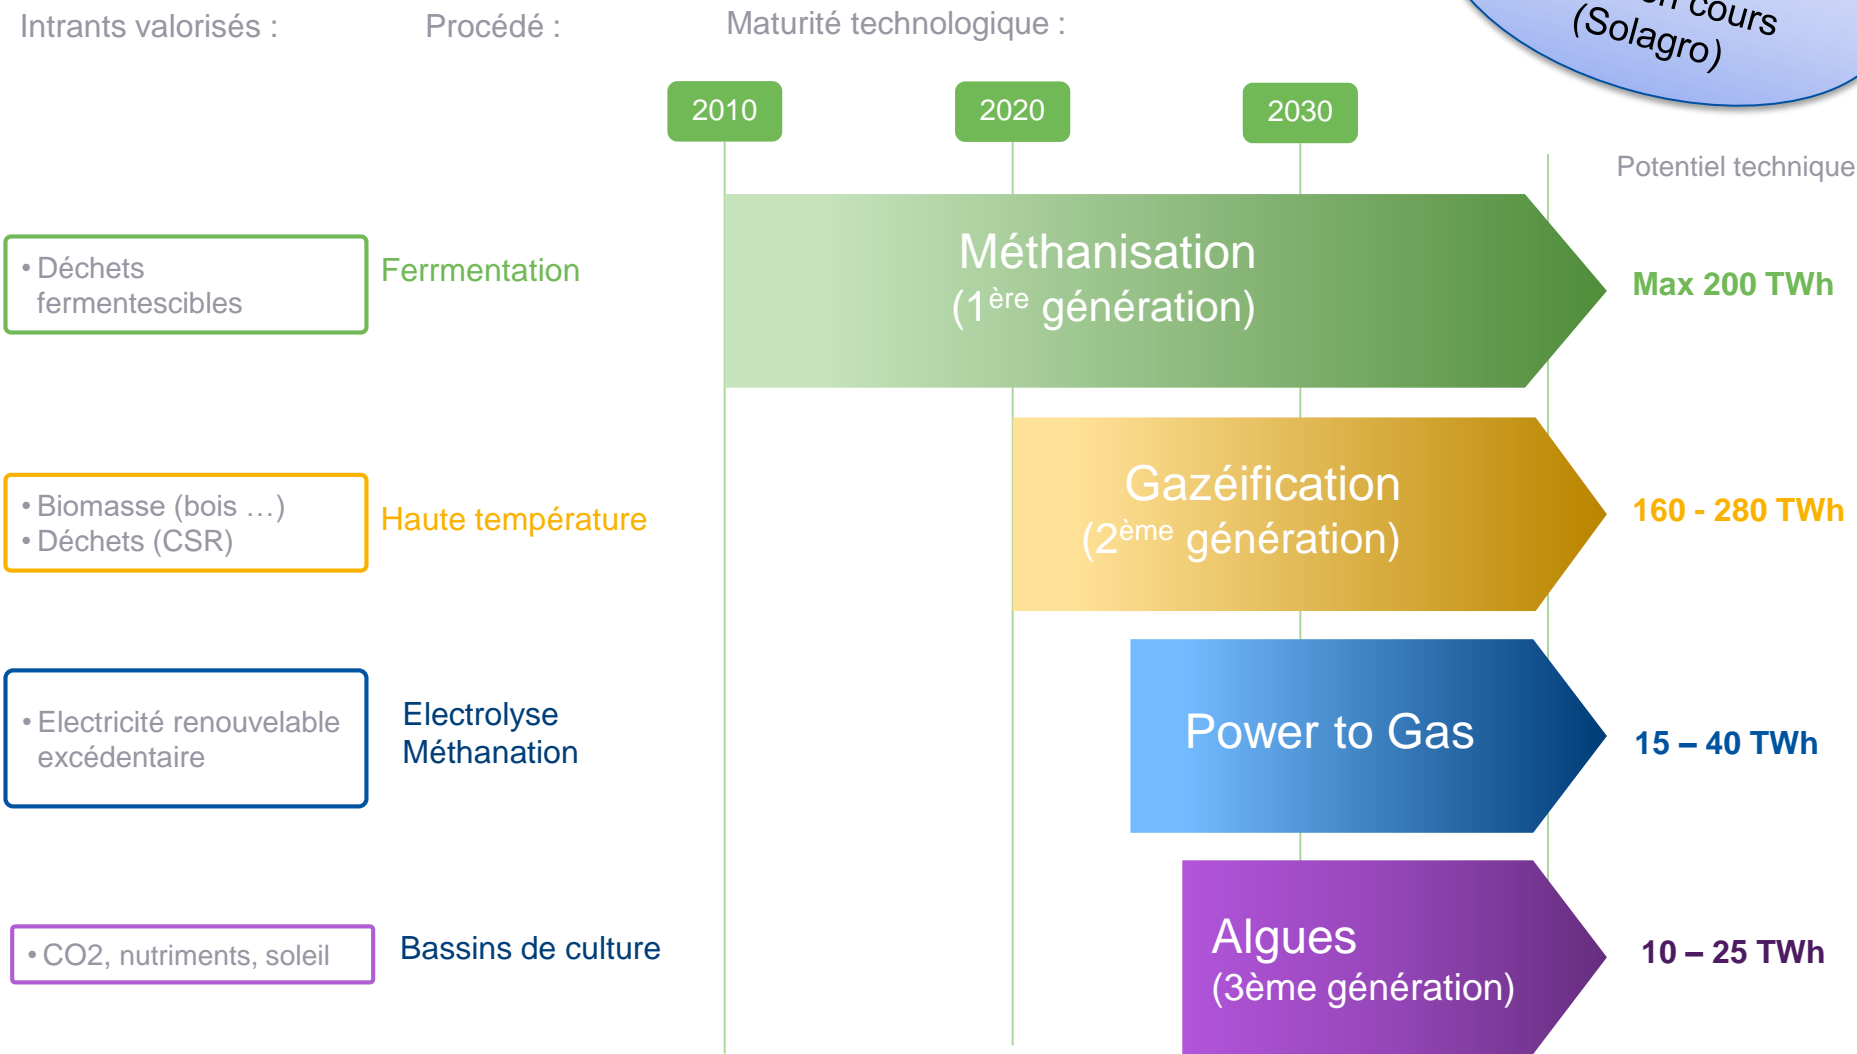 Intrants valorisés :
Procédé :
Maturité technologique :
en cours
(Solagro)
2010
2020
2030
Potentiel technique
• Déchets
fermentescibles
Ferrmentation
Méthanisation
(1ère génération)
Max 200 TWh
• Biomasse (bois …)
• Déchets (CSR)
Haute température
Gazéification
(2ème génération)
160 - 280 TWh
• Electricité renouvelable
excédentaire
Electrolyse
Méthanation
Power to Gas
15 – 40 TWh
• CO2, nutriments, soleil
Bassins de culture
Algues
(3ème génération)
10 – 25 TWh